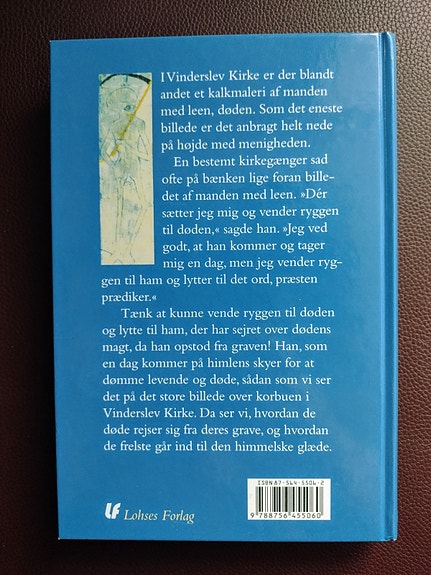 I Vinderslev Kirke er der blandt
andet et kalkmaleri af manden
med leen, døden. Som det eneste
billede er det anbragt helt nede
på højde med menigheden.
En bestemt kirkegænger sad
ofte på bænken lige foran bille-
det af manden med leen. »Dér
sætter jeg mig og vender ryggen
til døden,« sagde han. »Jeg ved
godt, at han kommer og tager
mig en dag, men jeg vender ryg-
gen til ham og lytter til det ord, præsten
prædiker.«
Tænk at kunne vende ryggen til døden
og lytte til ham, der har sejret over dødens
magt, da han opstod fra graven! Han, som
en dag kommer på himlens skyer for at
dømme levende og døde, sådan som vi ser
det på det store billede over korbuen i
Vinderslev Kirke. Da ser vi, hvordan de
døde rejser sig fra deres grave, og hvordan
de frelste går ind til den himmelske glæde.
ISBN 87-564-5506-2
9 788756 455060
LF Lohses Forlag